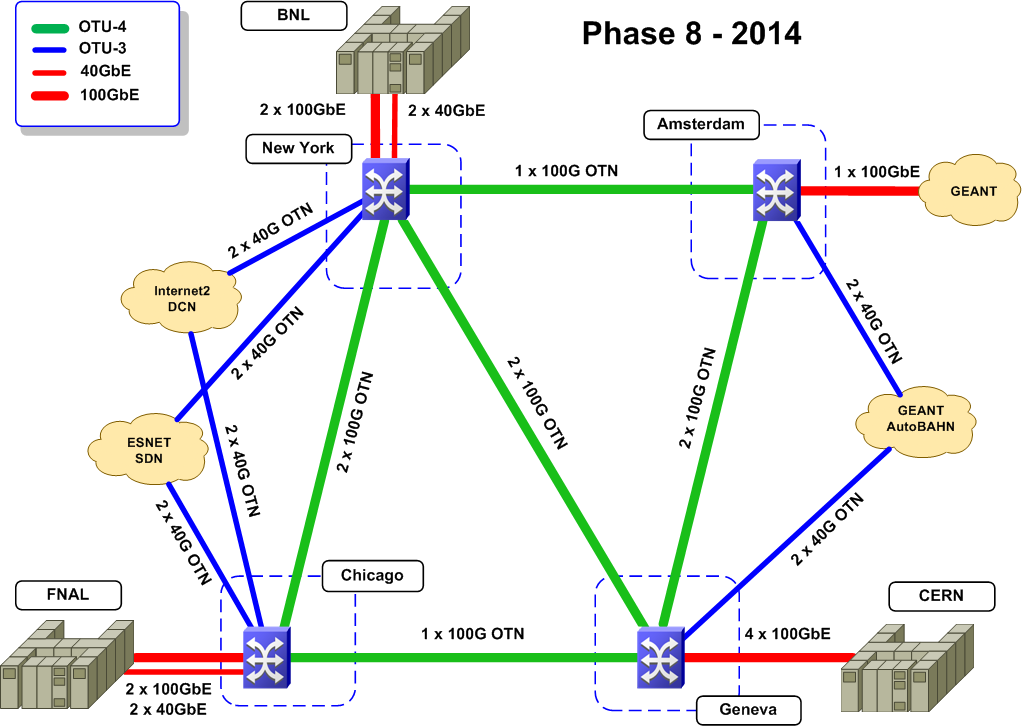 OTU-4
OTU-3
40GbE
100GbE
BNL
Phase 8 - 2014
2 x 100GbE
2 x 40GbE
New York
Amsterdam
1 x 100G OTN
1 x 100GbE
GEANT
2 x 40G OTN
Internet2
DCN
2 x 40G OTN
2 x 40G OTN
2 x 100G OTN
2 x 100G OTN
2 x 100G OTN
GEANT
AutoBAHN
ESNET
SDN
2 x 40G OTN
2 x 40G OTN
2 x 40G OTN
FNAL
Chicago
CERN
1 x 100G OTN
4 x 100GbE
2 x 100GbE
2 x 40GbE
Geneva